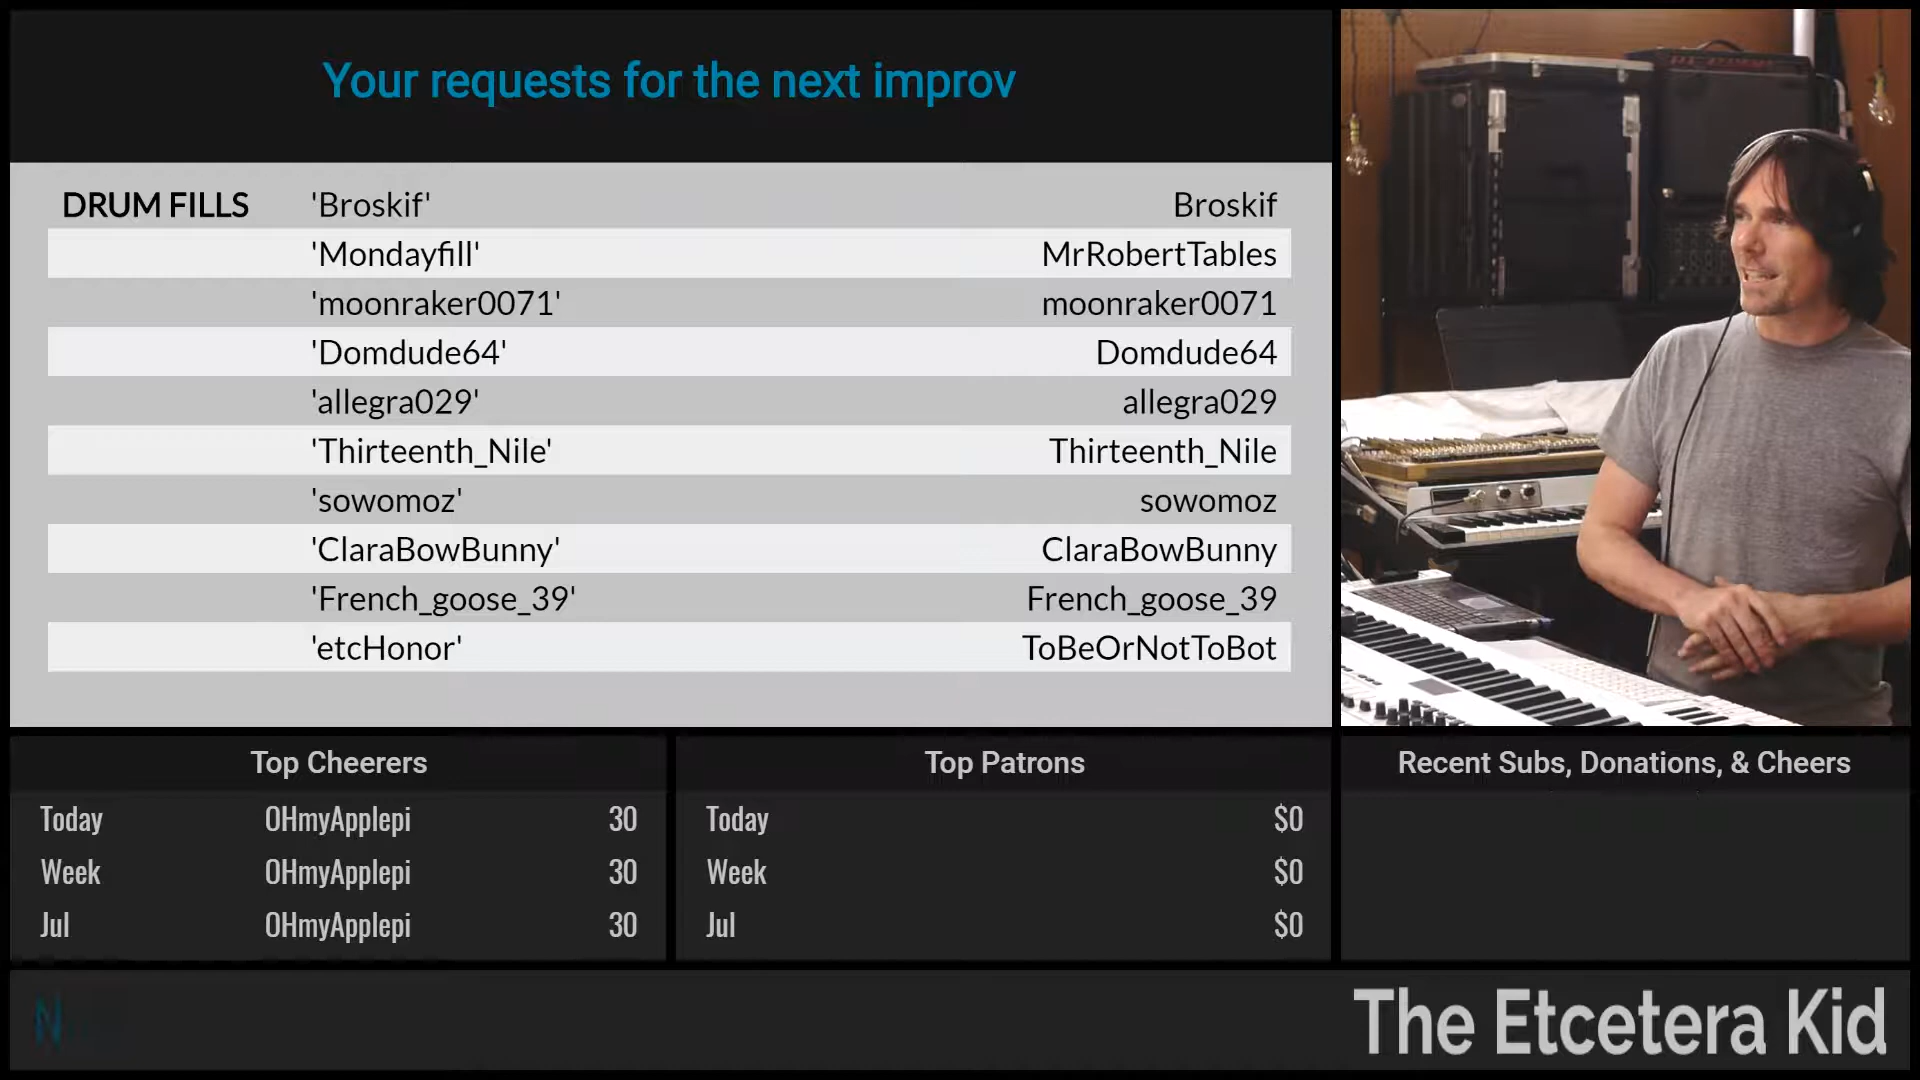 Your requests for the next improv
DRUM FILLS 'Broskif' Broskif
'Mondayfill' MrRobertTables
'moonraker0071' moonraker0071
'Domdude64' Domdude64
'allegra029' allegra029
'Thirteenth_Nile' Thirteenth_Nile
'sowomoz' sowomoz
'ClaraBowBunny' ClaraBowBunny
'French_goose_39' French_goose_39
'etcHonor' ToBeOrNotToBot
Top Cheerers
Today OHmyApplepi 30
Week OHmyApplepi 30
Jul OHmyApplepi 30
Top Patrons
Today $0
Week $0
Jul $0
Recent Subs, Donations, & Cheers
N
The Etcetera Kid